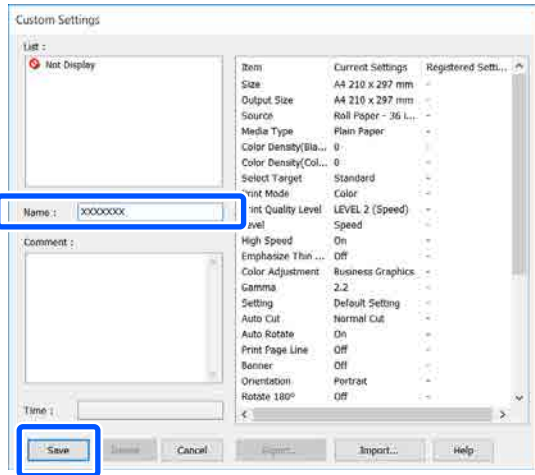 Custom Settings
List :
Not Display
Item Current Settings Registered Setti...
Size A4 210 x 297 mm -
Output Size A4 210 x 297 mm -
Source Roll Paper - 36 i... -
Media Type Plain Paper -
Color Density(Bla... 0 -
Color Density(Col... 0 -
Select Target Standard -
Print Mode Color -
Name : XXXXXXX
Print Quality Level LEVEL 2 (Speed) -
Level Speed -
High Speed On -
Comment :
Emphasize Thin ... Off -
Color Adjustment Business Graphics -
Gamma 2.2 -
Setting Default Setting -
Auto Cut Normal Cut -
Auto Rotate On -
Print Page Line Off -
Banner Off -
Orientation Portrait -
Rotate 180° Off -
Time :
Save Delete Cancel Export... Import... Help